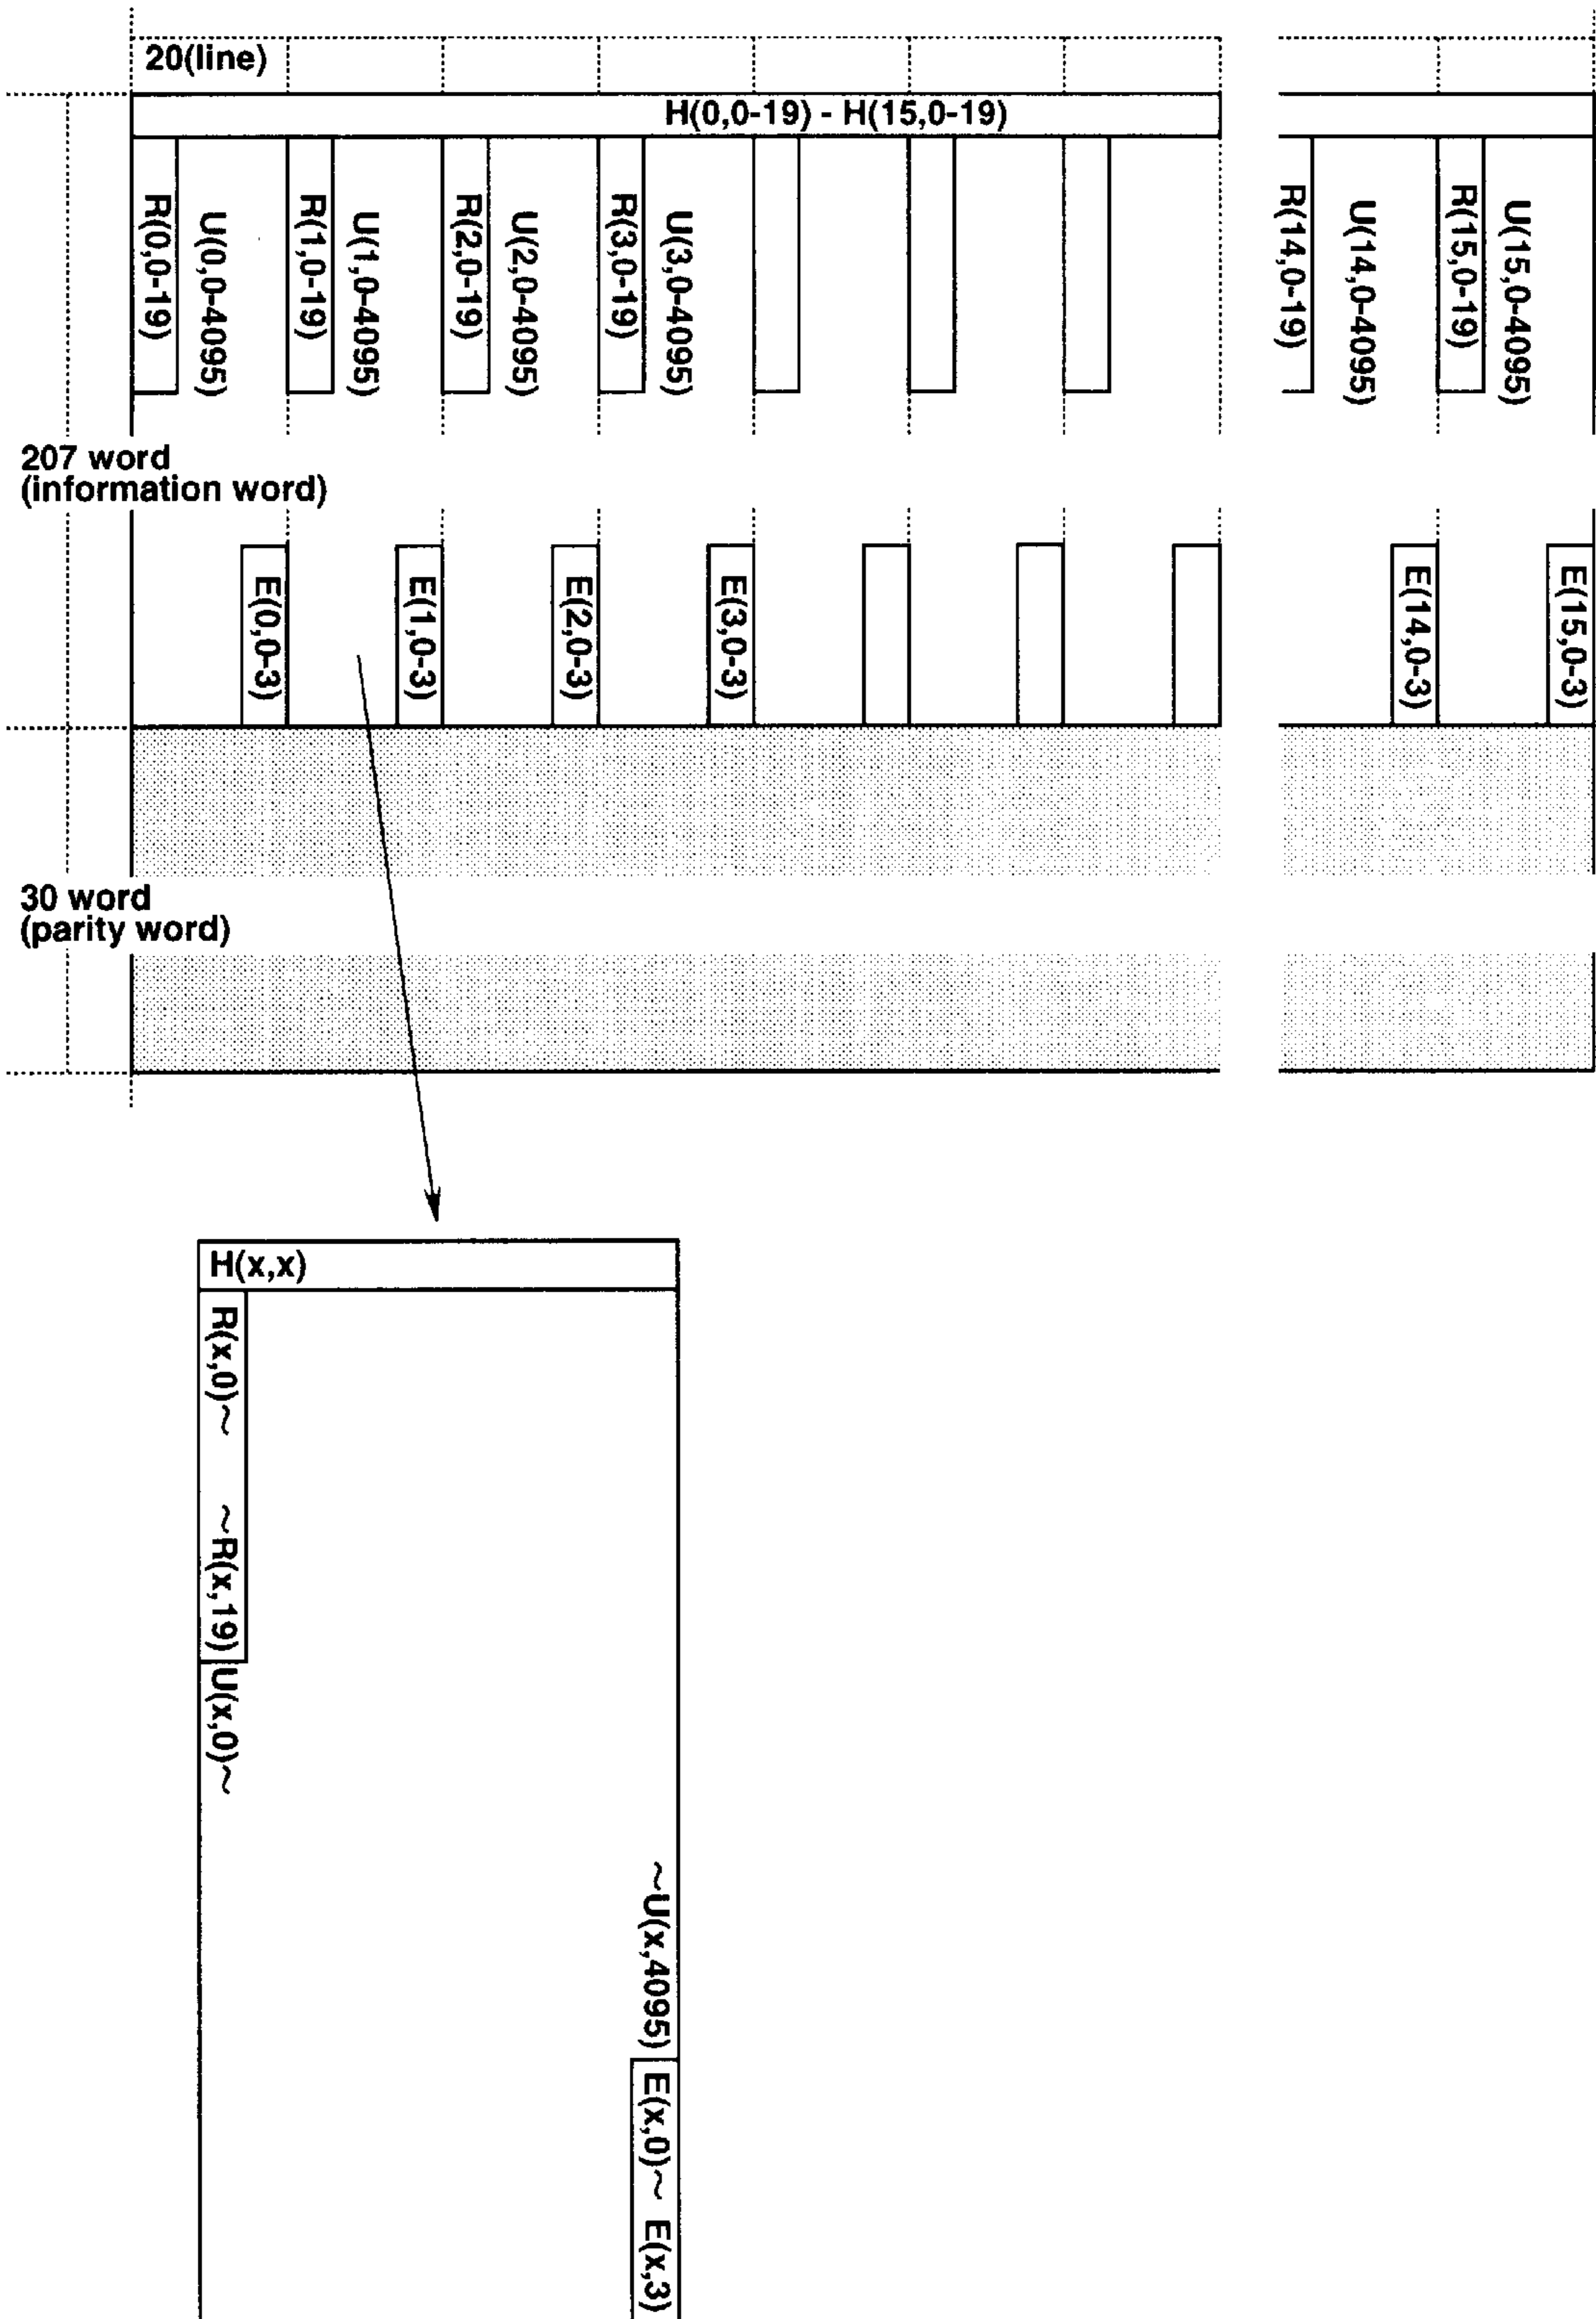 20(line)
H(0,0-19) - H(15,0-19)
R(0,0-19)
U(0,0-4095)
R(1,0-19)
U(1,0-4095)
R(2,0-19)
U(2,0-4095)
R(3,0-19)
U(3,0-4095)
R(14,0-19)
U(14,0-4095)
R(15,0-19)
U(15,0-4095)
207 word
(information word)
E(0,0-3)
E(1,0-3)
E(2,0-3)
E(3,0-3)
E(14,0-3)
E(15,0-3)
30 word
(parity word)
H(x,x)
R(x,0)~ ~R(x,19) U(x,0)~
~U(x,4095) E(x,0)~ E(x,3)